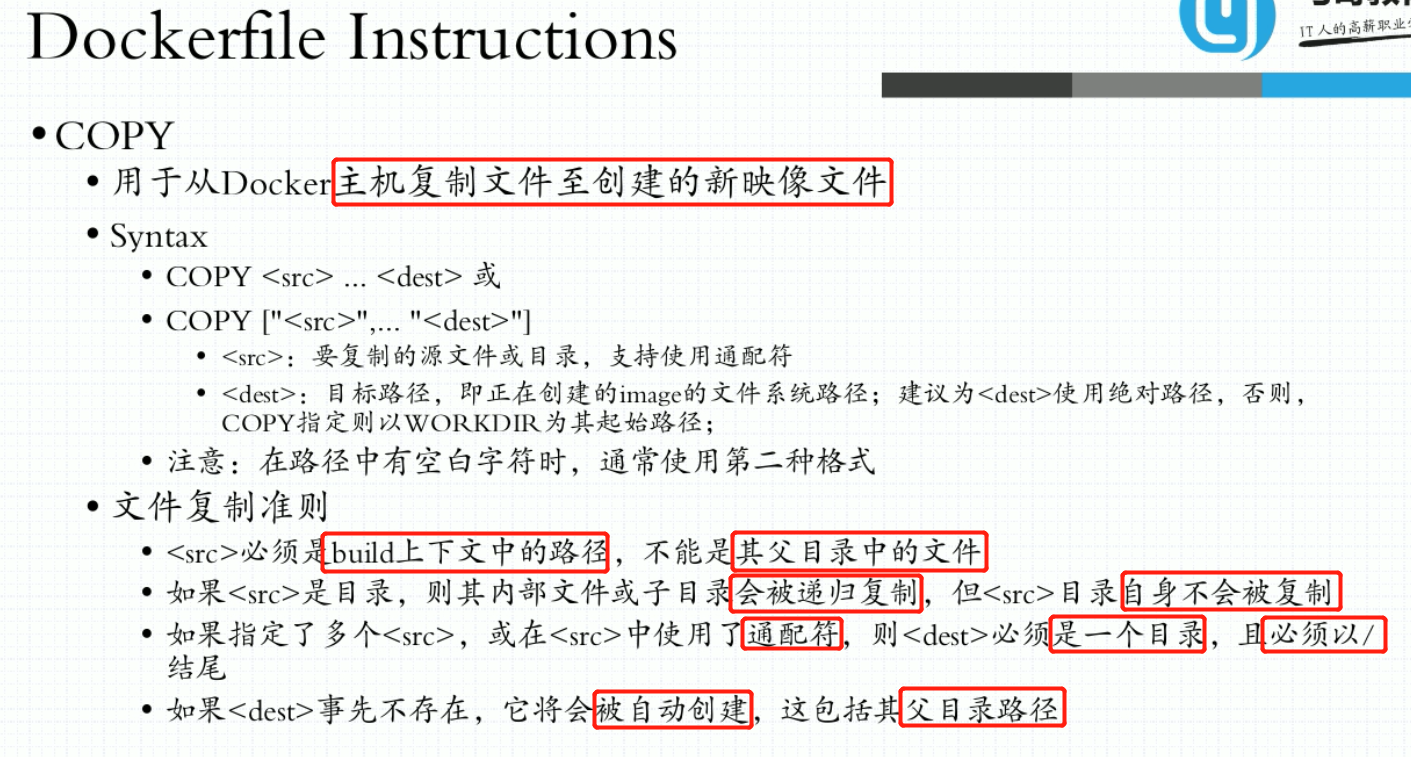 Dockerfile Instructions
IT人的高薪职业
• COPY
• 用于从Docker主机复制文件至创建的新映像文件
• Syntax
• COPY <src> ... <dest> 或
• COPY ["<src>",... "<dest>"]
• <src>：要复制的源文件或目录，支持使用通配符
• <dest>：目标路径，即正在创建的image的文件系统路径；建议为<dest>使用绝对路径，否则，
COPY指定则以WORKDIR为其起始路径；
• 注意：在路径中有空白字符时，通常使用第二种格式
• 文件复制准则
• <src>必须是build上下文中的路径，不能是其父目录中的文件
• 如果<src>是目录，则其内部文件或子目录会被递归复制，但<src>目录自身不会被复制
• 如果指定了多个<src>，或在<src>中使用了通配符，则<dest>必须是一个目录，且必须以/
结尾
• 如果<dest>事先不存在，它将会被自动创建，这包括其父目录路径